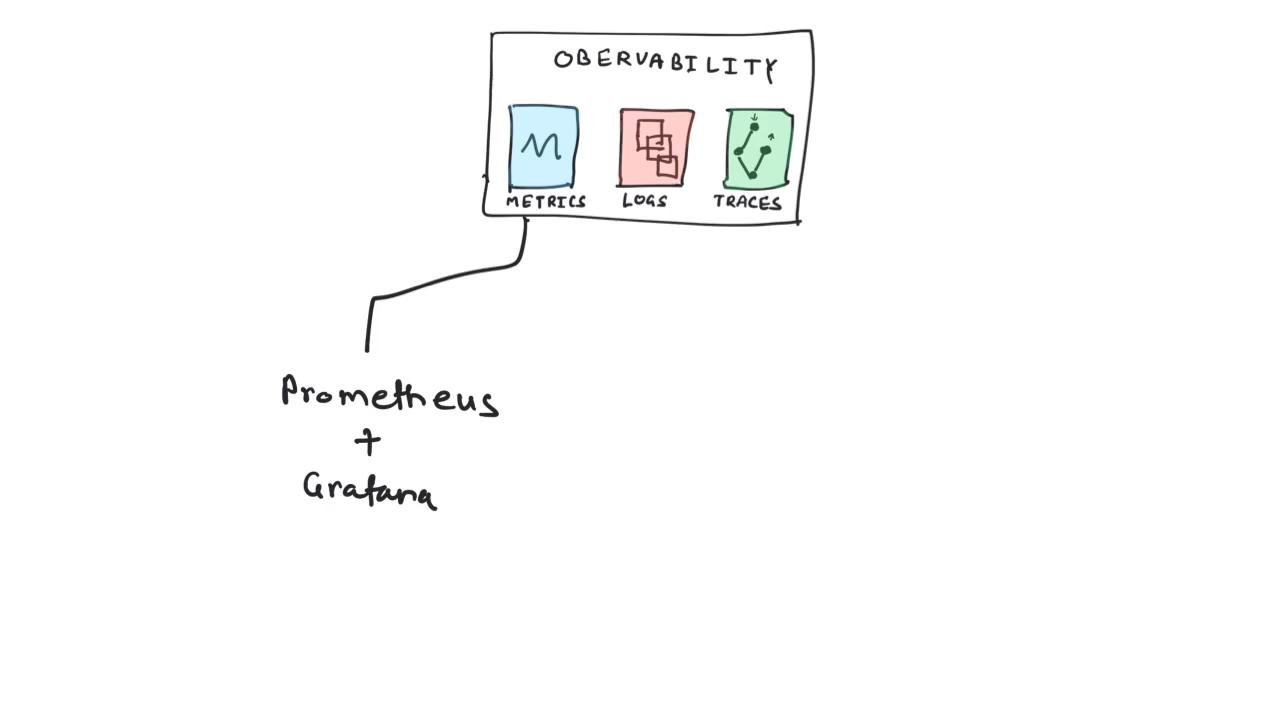 OBERVABILITY
METRICS LOGS TRACES
Prometheus
+
Grafana